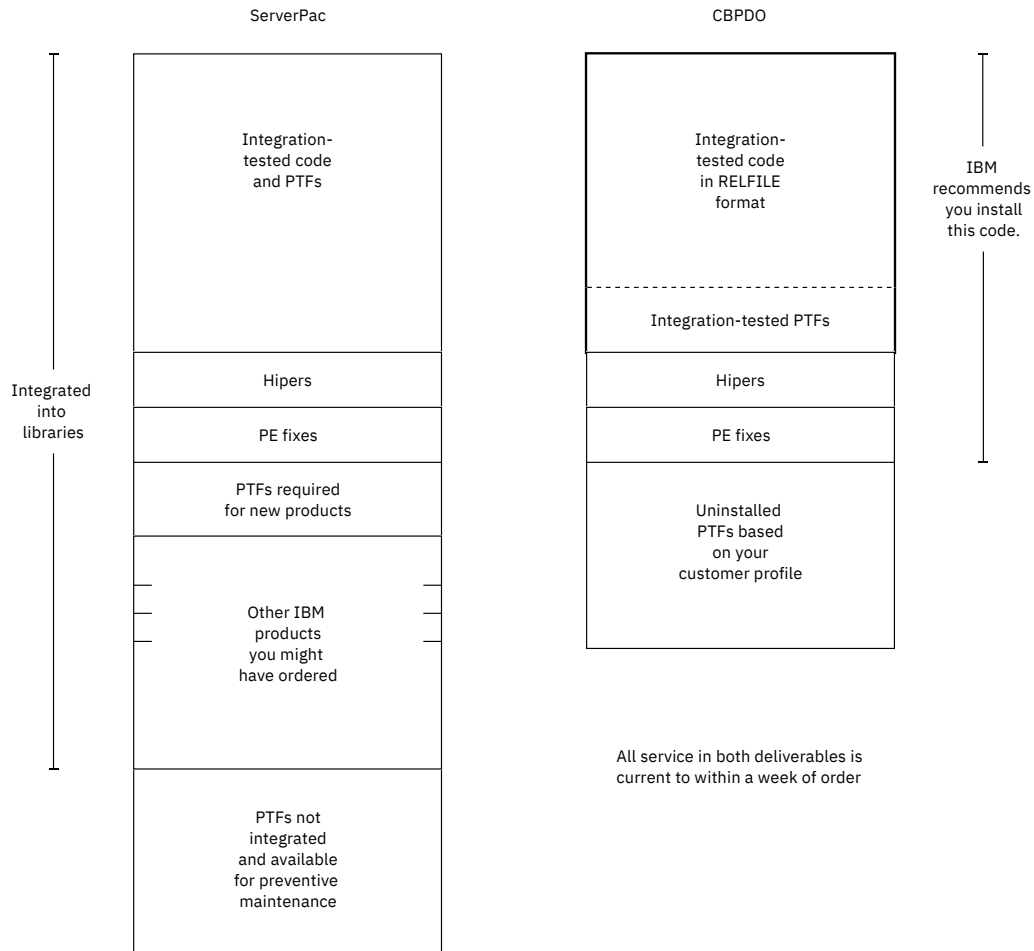 ServerPac
CBPDO
Integration-
tested code
and PTFs
Integration-
tested code
in RELFILE
format
IBM
recommends
you install
this code.
Integration-tested PTFs
Integrated
into
libraries
Hipers
Hipers
PE fixes
PE fixes
PTFs required
for new products
Uninstalled
PTFs based
on your
customer profile
Other IBM
products
you might
have ordered
All service in both deliverables is
current to within a week of order
PTFs not
integrated
and available
for preventive
maintenance